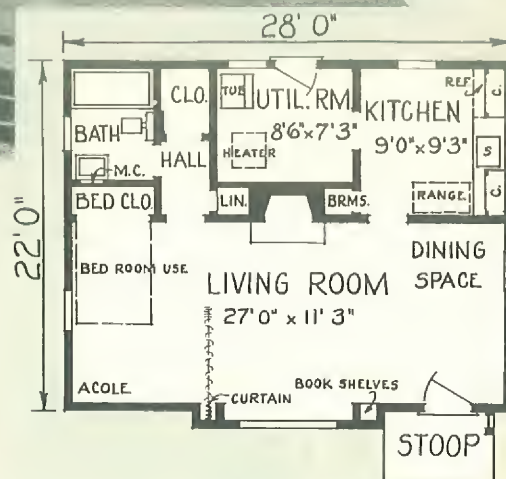 28' 0"
22' 0"
CLO.
TUB
UTIL. RM.
8'6"x7'3"
HEATER
KITCHEN
9'0"x9'3"
REF.
C.
S
C.
RANGE
BATH
M.C.
HALL
BED CLO.
LIN.
BRMS.
BED ROOM USE
LIVING ROOM
27'0" x 11' 3"
DINING
SPACE
ACOLE
CURTAIN
BOOK SHELVES
STOOP